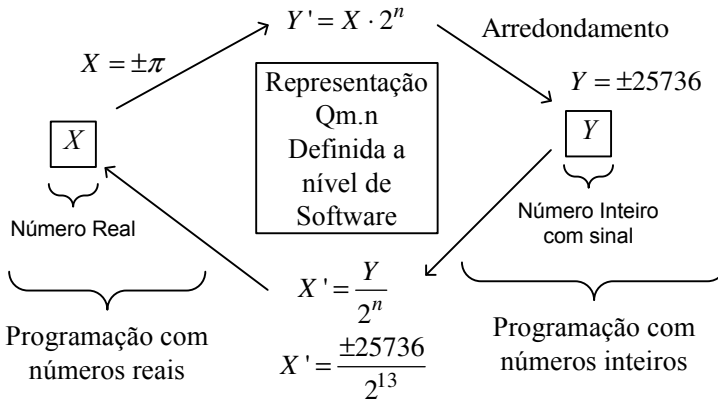 Y' = X · 2^n
Arredondamento
X = ±π
Y = ±25736
Representação
Qm.n
Definida a
nível de
Software
X
Y
Número Real
Número Inteiro
com sinal
X' = Y / 2^n
X' = ±25736 / 2^13
Programação com
números reais
Programação com
números inteiros